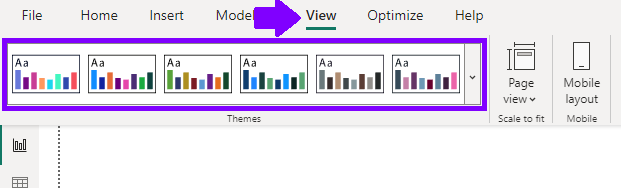 File Home Insert Mode View Optimize Help
Aa Aa Aa Aa Aa Aa
Page view
Mobile layout
Themes Scale to fit Mobile